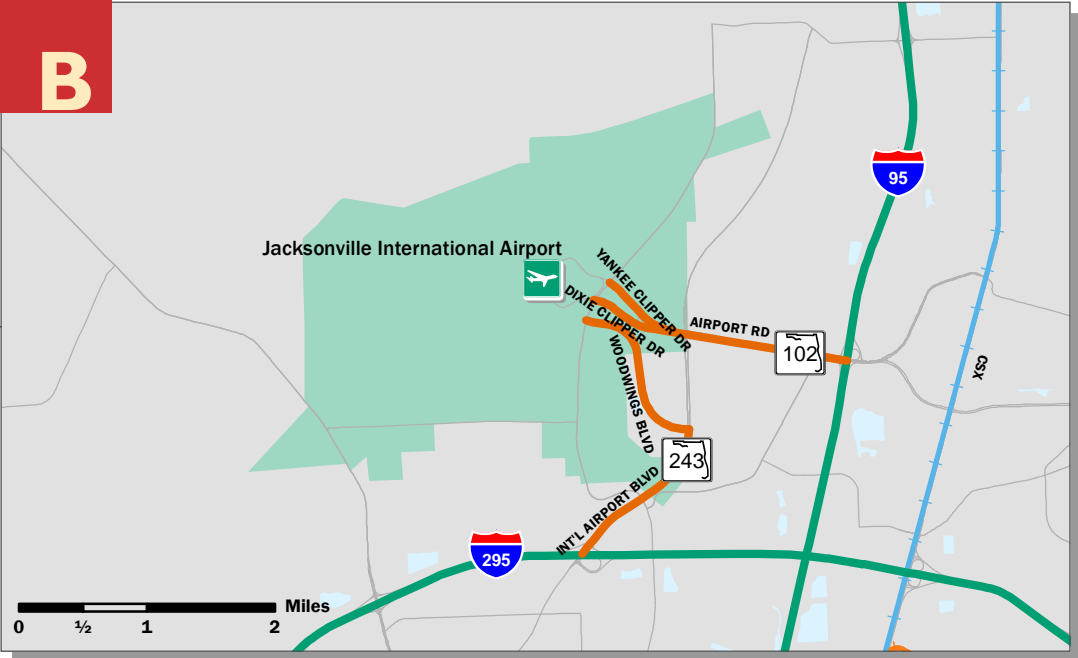 B
95
Jacksonville International Airport
YANKEE CLIPPER DR
DIXIE CLIPPER DR
AIRPORT RD
102
CSX
WOODWINGS BLVD
243
INT'L AIRPORT BLVD
295
Miles
0 ½ 1 2